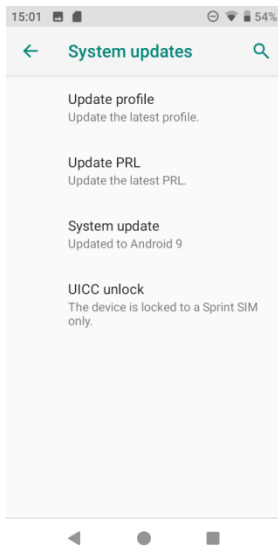 15:01 54%
System updates
Update profile
Update the latest profile.
Update PRL
Update the latest PRL.
System update
Updated to Android 9
UICC unlock
The device is locked to a Sprint SIM
only.